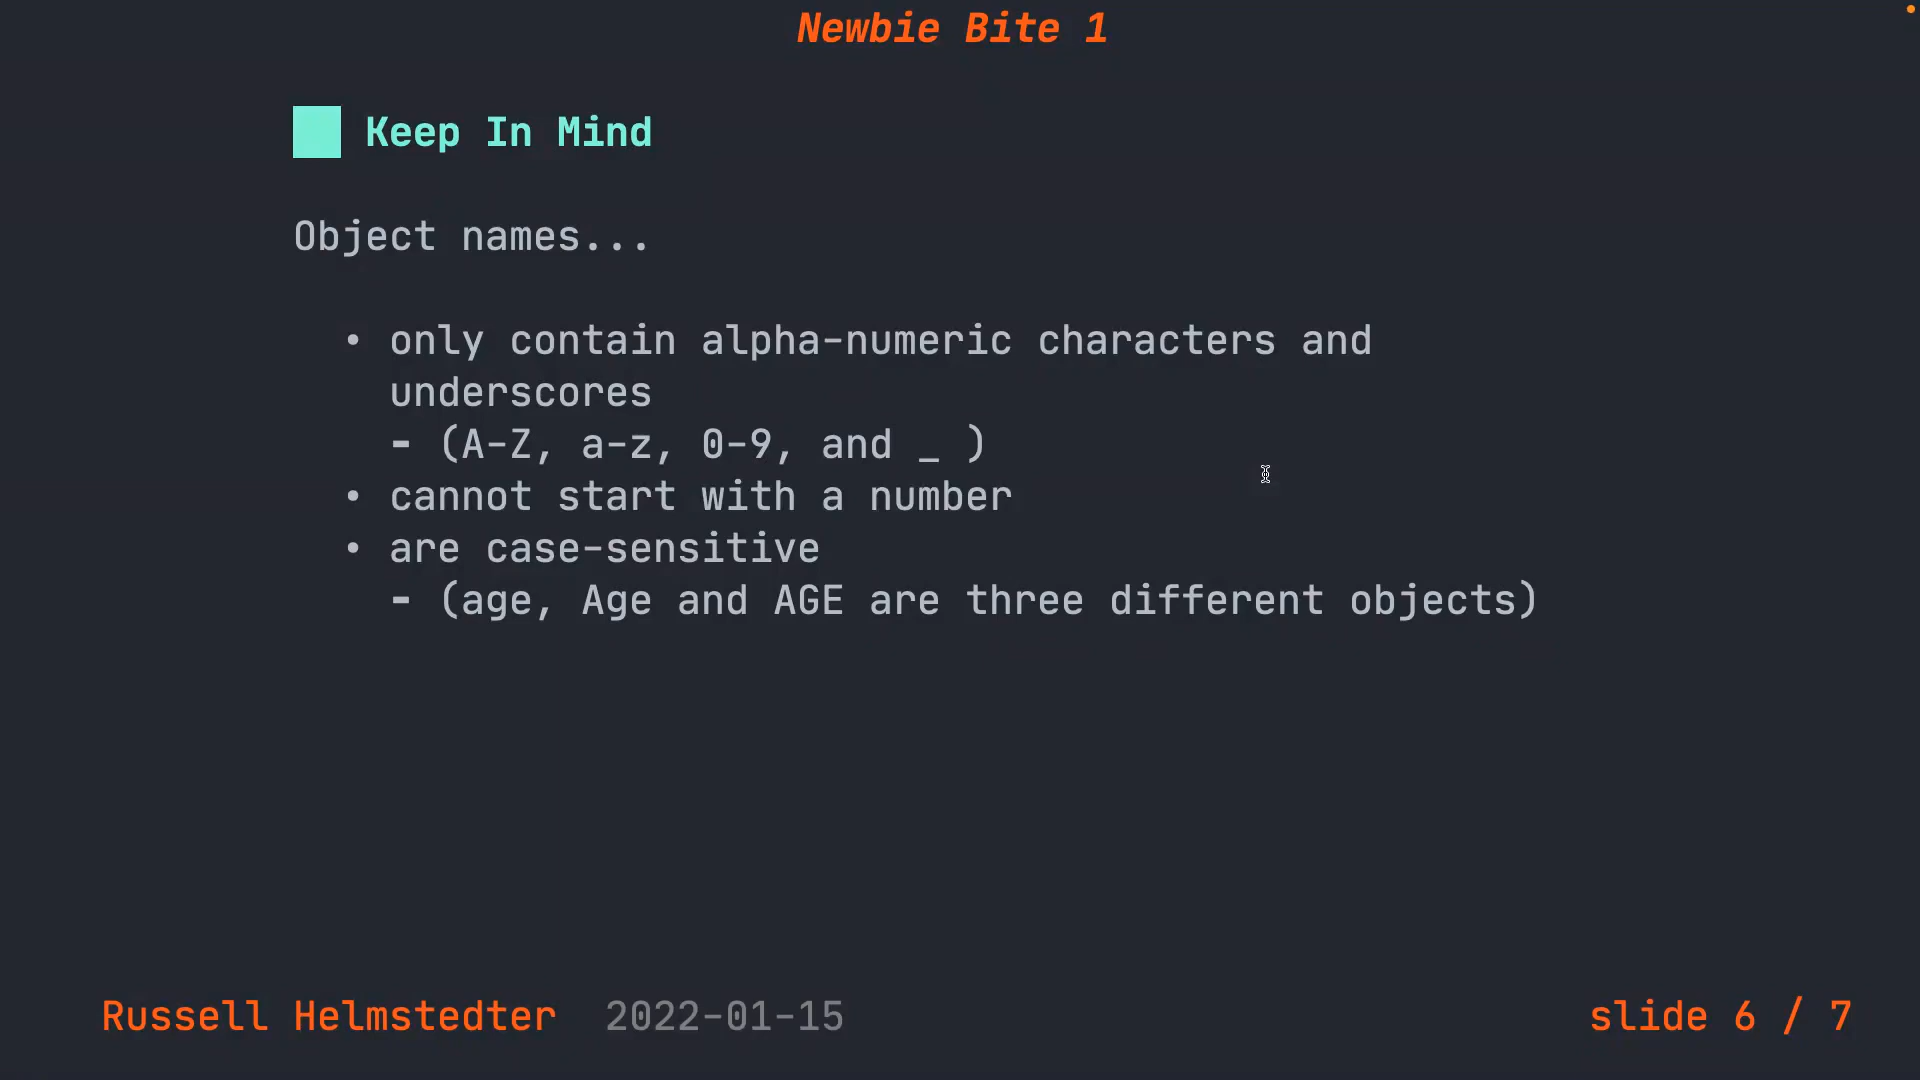 Newbie Bite 1
Keep In Mind
Object names...
• only contain alpha-numeric characters and
underscores
- (A-Z, a-z, 0-9, and _ )
• cannot start with a number
• are case-sensitive
- (age, Age and AGE are three different objects)
Russell Helmstedter 2022-01-15 slide 6 / 7